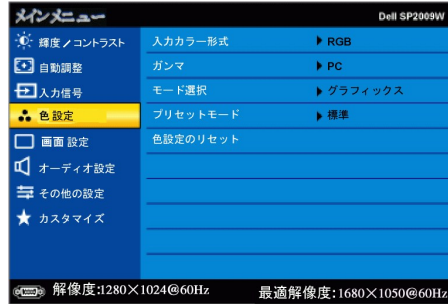 メインメニュー
Dell SP2009W
輝度／コントラスト
自動調整
入力信号
色 設定
画面 設定
オーディオ設定
その他の設定
カスタマイズ
入力カラー形式 RGB
ガンマ PC
モード選択 グラフィックス
プリセットモード 標準
色設定のリセット
解像度:1280×1024@60Hz
最適解像度:1680×1050@60Hz